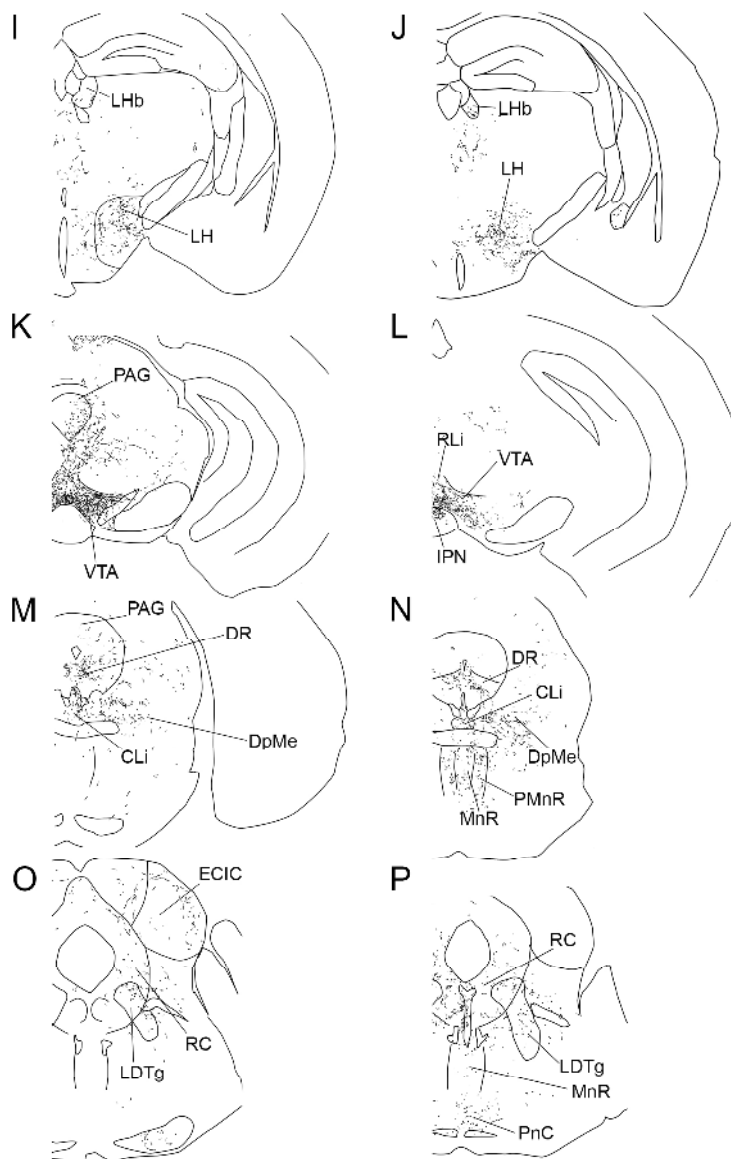 I
LHb
LH
J
LHb
LH
K
PAG
VTA
L
RLi
VTA
IPN
M
PAG
DR
DpMe
CLi
N
DR
CLi
DpMe
PMnR
MnR
O
ECIC
RC
LDTg
P
RC
LDTg
MnR
PnC